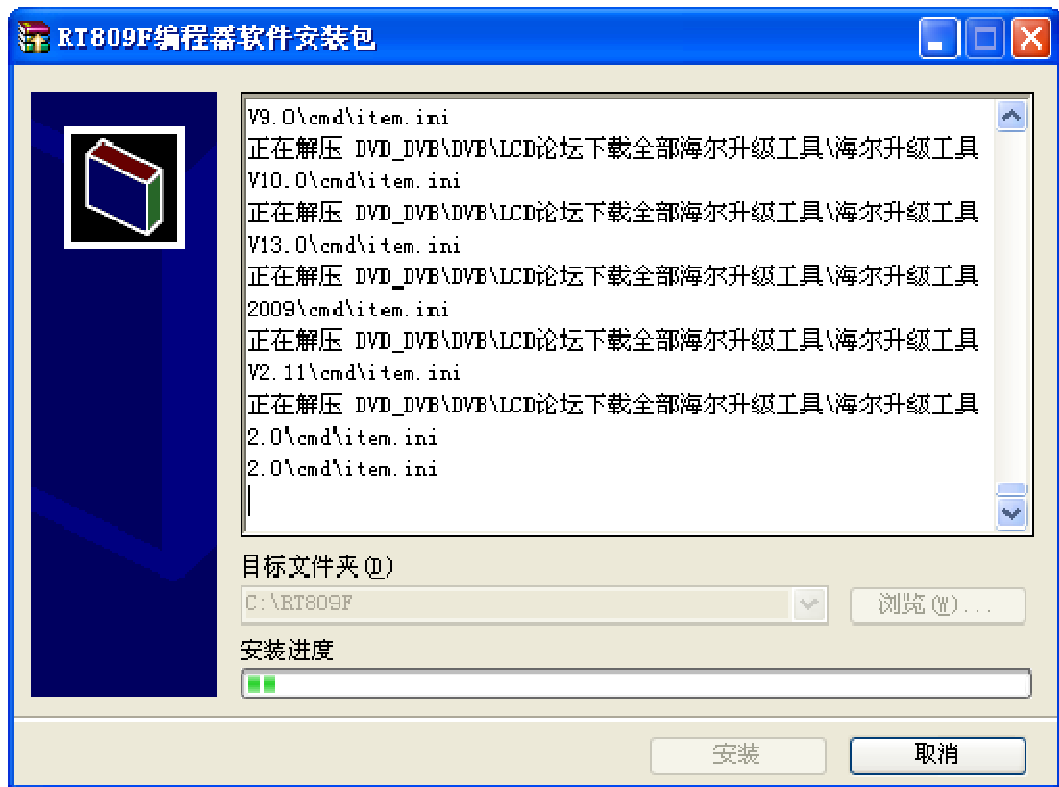 RT809F编程器软件安装包
V9.0\cmd\item.ini
正在解压 DVD_DVB\DVB\LCD论坛下载全部海尔升级工具\海尔升级工具
V10.0\cmd\item.ini
正在解压 DVD_DVB\DVB\LCD论坛下载全部海尔升级工具\海尔升级工具
V13.0\cmd\item.ini
正在解压 DVD_DVB\DVB\LCD论坛下载全部海尔升级工具\海尔升级工具
2009\cmd\item.ini
正在解压 DVD_DVB\DVB\LCD论坛下载全部海尔升级工具\海尔升级工具
V2.11\cmd\item.ini
正在解压 DVD_DVB\DVB\LCD论坛下载全部海尔升级工具\海尔升级工具
2.0\cmd\item.ini
2.0\cmd\item.ini
目标文件夹(D)
C:\RT809F
浏览(W)...
安装进度
安装
取消